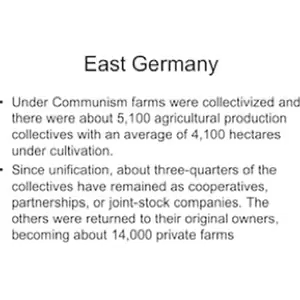 East Germany
• Under Communism farms were collectivized and
there were about 5,100 agricultural production
collectives with an average of 4,100 hectares
under cultivation.
• Since unification, about three-quarters of the
collectives have remained as cooperatives,
partnerships, or joint-stock companies. The
others were returned to their original owners,
becoming about 14,000 private farms